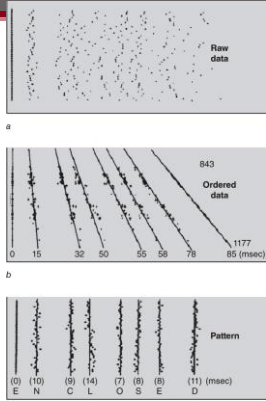 Raw
data
a
843
Ordered
data
1177
0 15 32 50 55 58 78 85 (msec)
b
Pattern
(0) (10) (9) (14) (7) (8) (8) (11) (msec)
E N C L O S E D